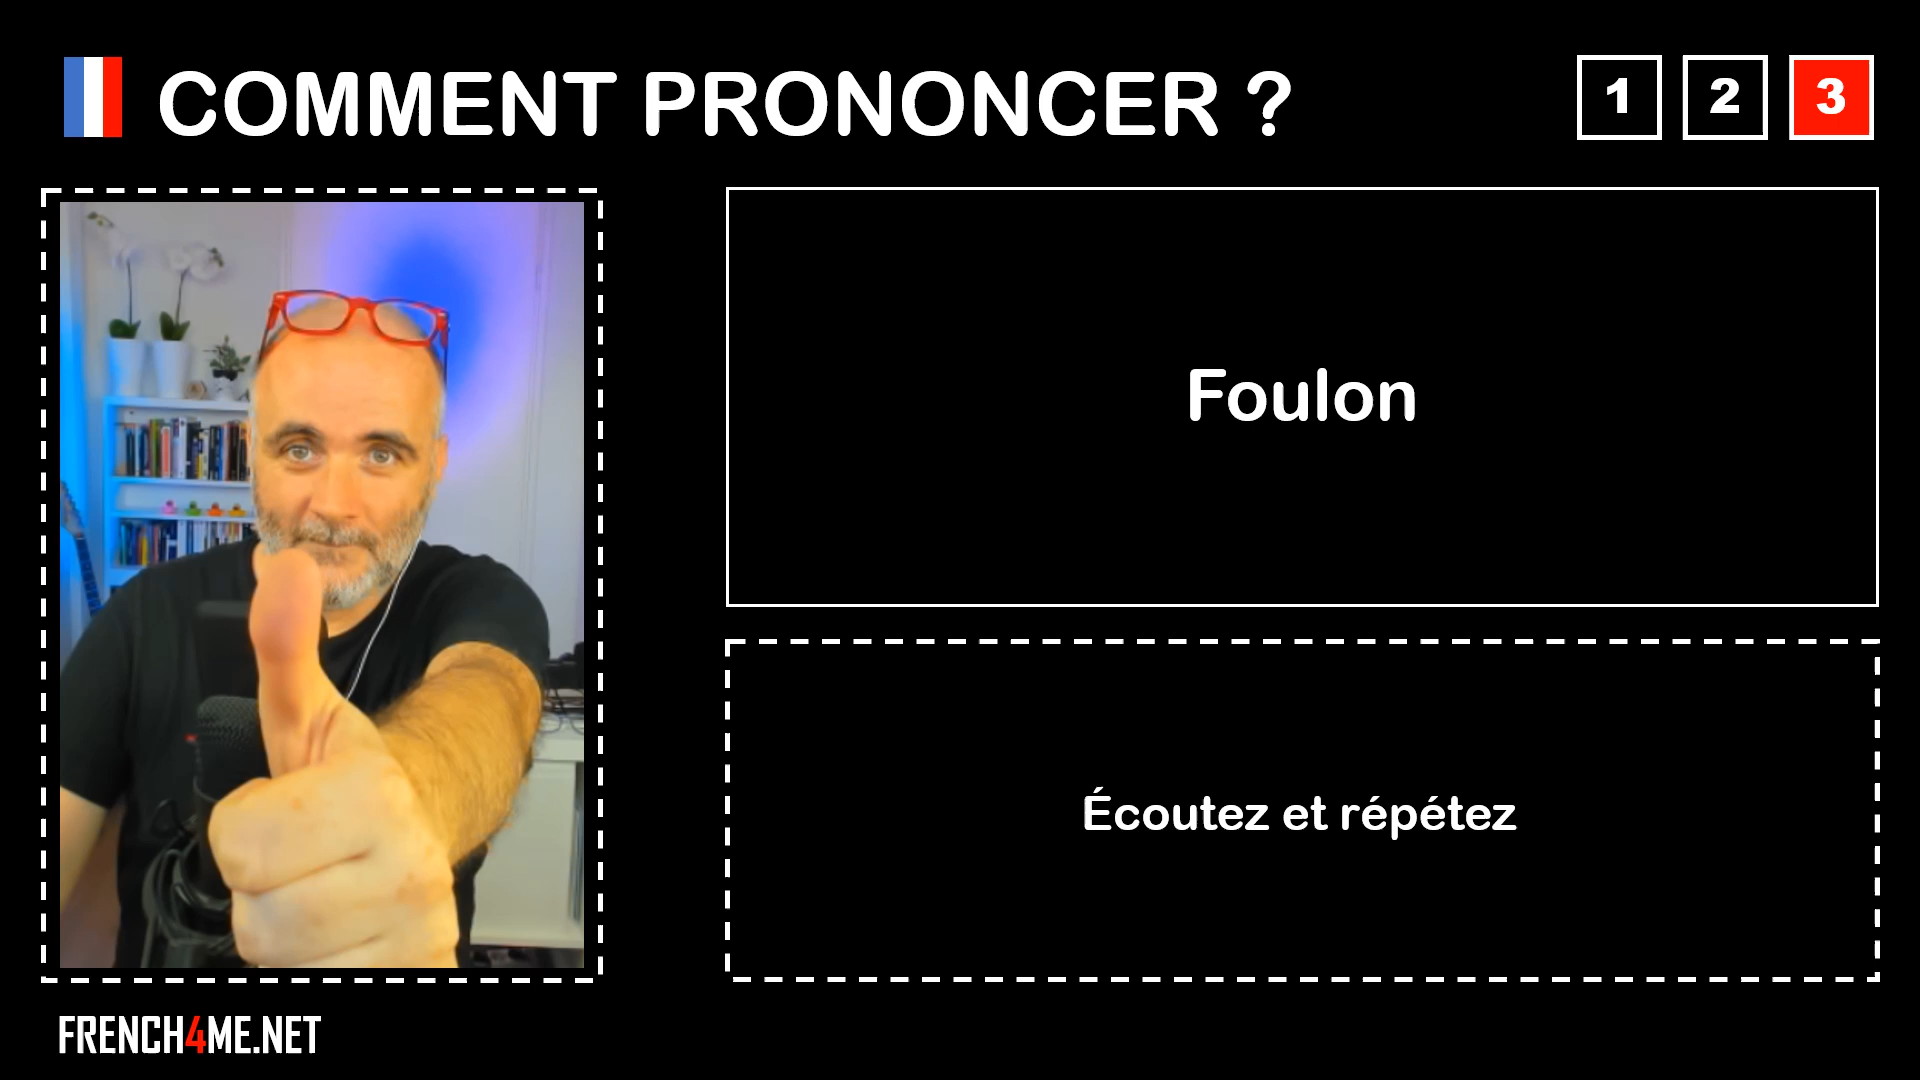 COMMENT PRONONCER ?
1 2 3
Foulon
Écoutez et répétez
FRENCH4ME.NET